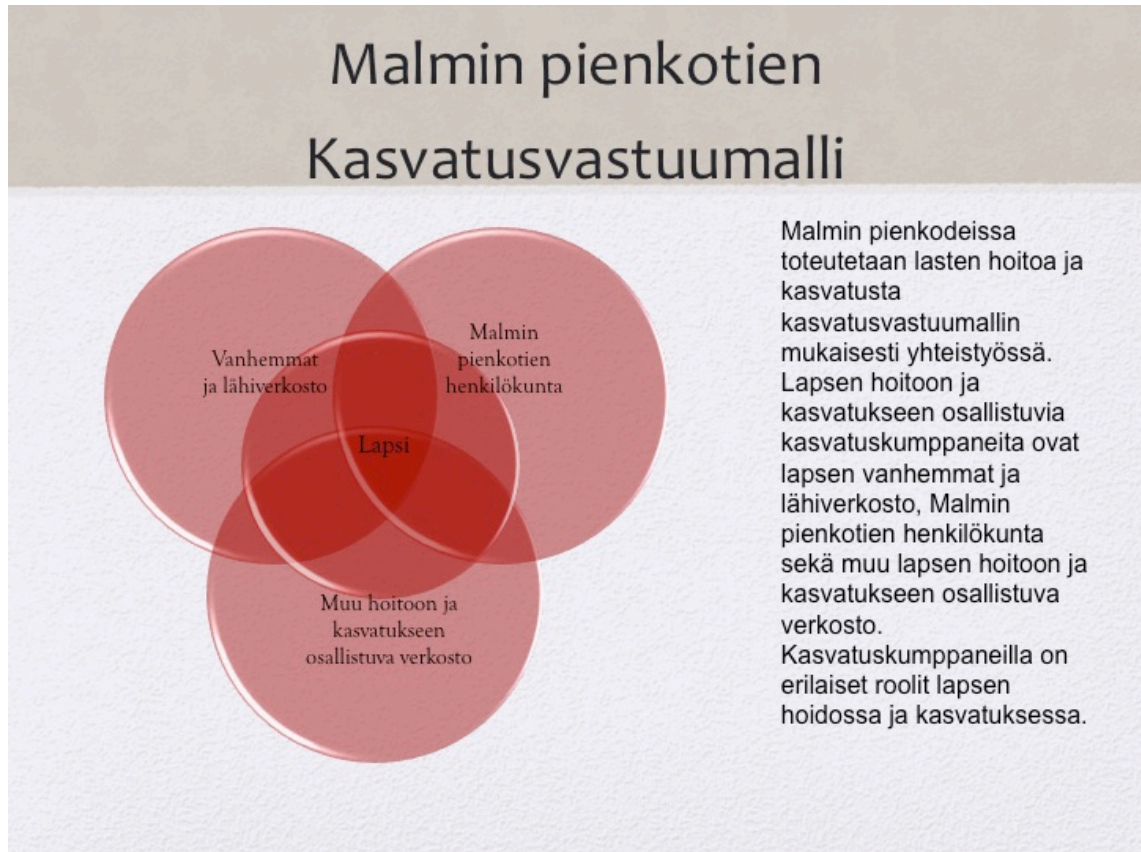 Malmin pienkotien
Kasvatusvastuumalli
Vanhemmat
ja lähiverkosto
Malmin
pienkotien
henkilökunta
Lapsi
Muu hoitoon ja
kasvatukseen
osallistuva verkosto
Malmin pienkodeissa
toteutetaan lasten hoitoa ja
kasvatusta
kasvatusvastuumallin
mukaisesti yhteistyössä.
Lapsen hoitoon ja
kasvatukseen osallistuvia
kasvatuskumppaneita ovat
lapsen vanhemmat ja
lähiverkosto, Malmin
pienkotien henkilökunta
sekä muu lapsen hoitoon ja
kasvatukseen osallistuva
verkosto.
Kasvatuskumppaneilla on
erilaiset roolit lapsen
hoidossa ja kasvatuksessa.